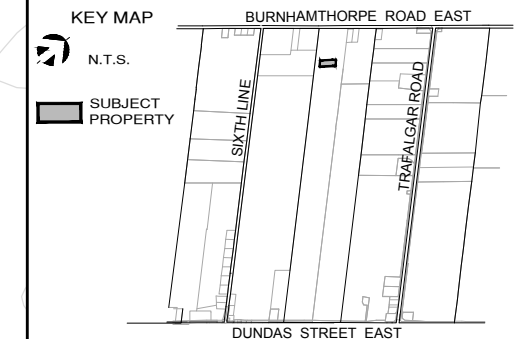 KEY MAP
N.T.S.
SUBJECT
PROPERTY
BURNHAMTHORPE ROAD EAST
SIXTH LINE
TRAFALGAR ROAD
DUNDAS STREET EAST